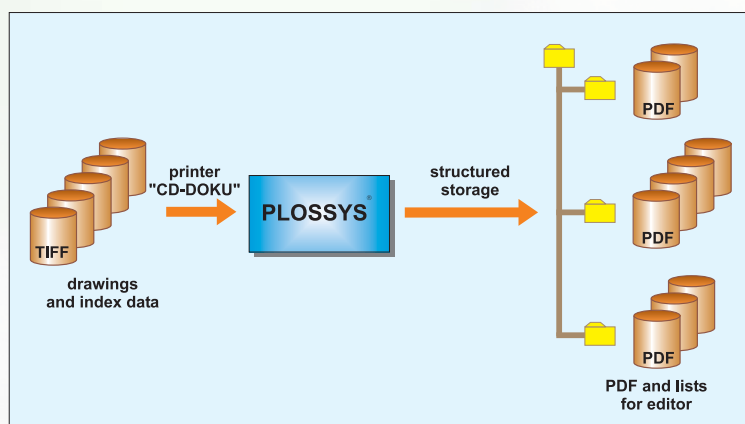 printer
"CD-DOKU"
PLOSSYS®
structured
storage
TIFF
drawings
and index data
PDF
PDF
PDF
PDF and lists
for editor